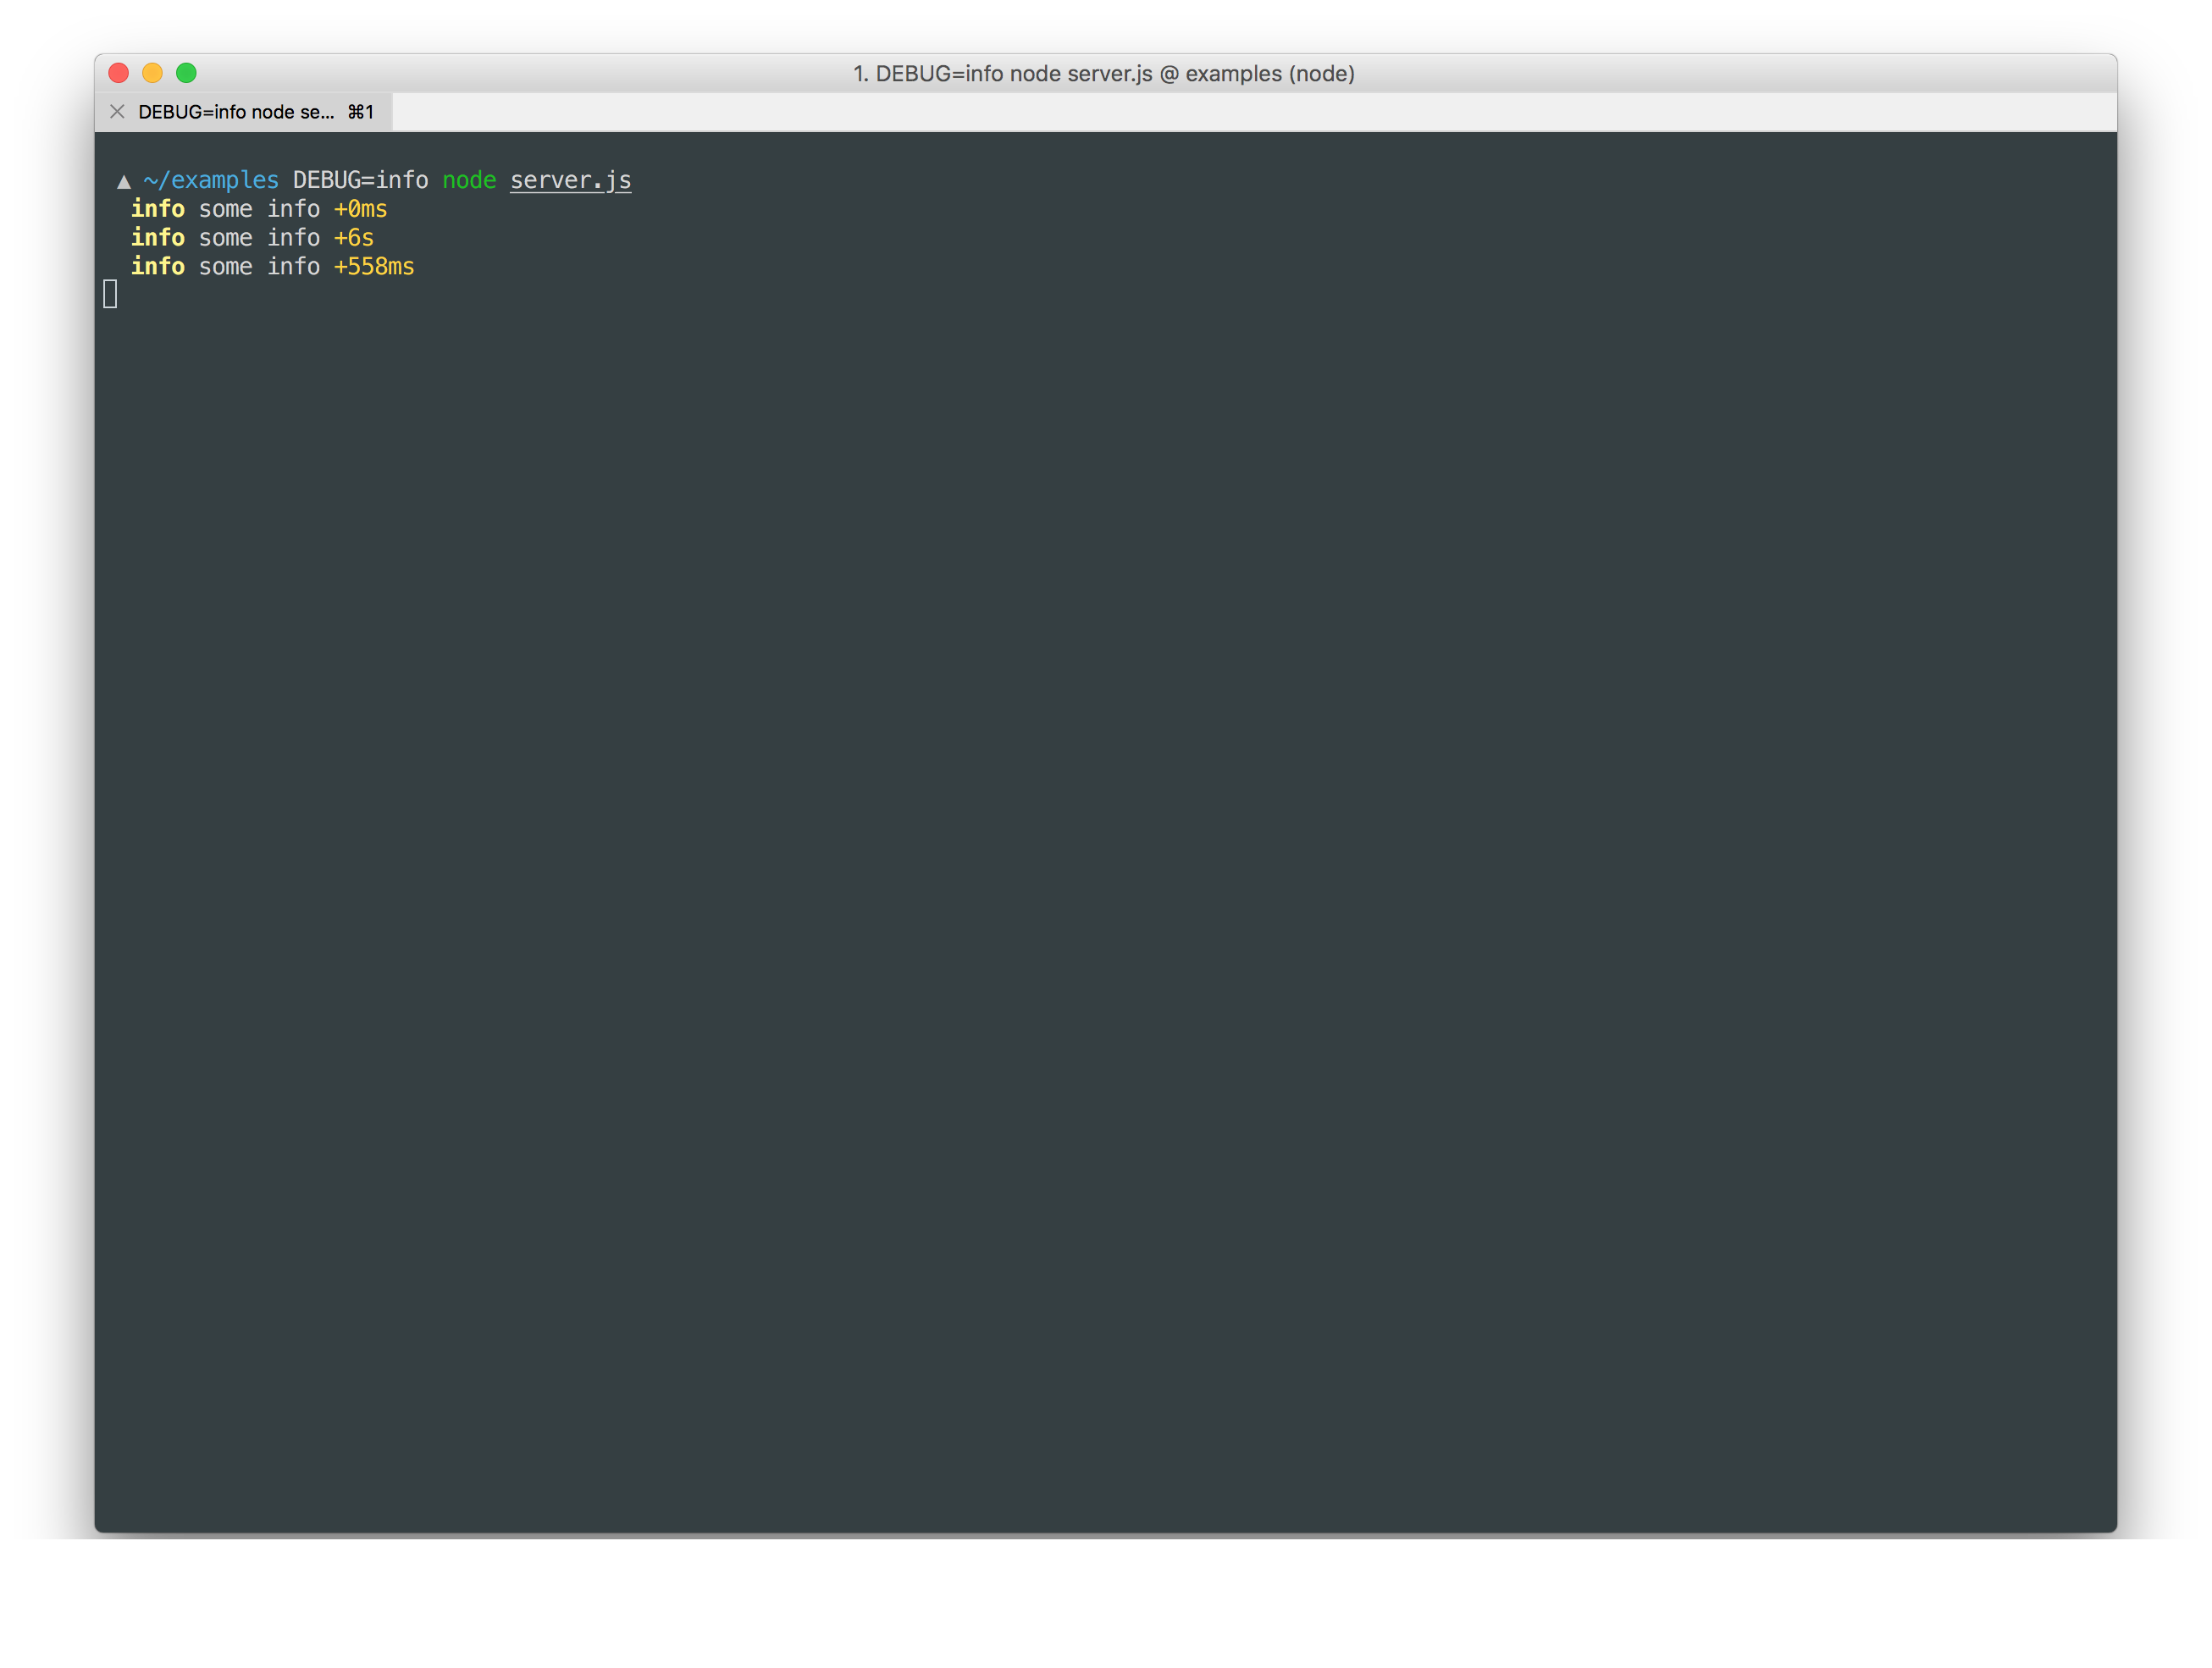 1. DEBUG=info node server.js @ examples (node)
DEBUG=info node se... ⌘1
▲ ~/examples DEBUG=info node server.js
info some info +0ms
info some info +6s
info some info +558ms